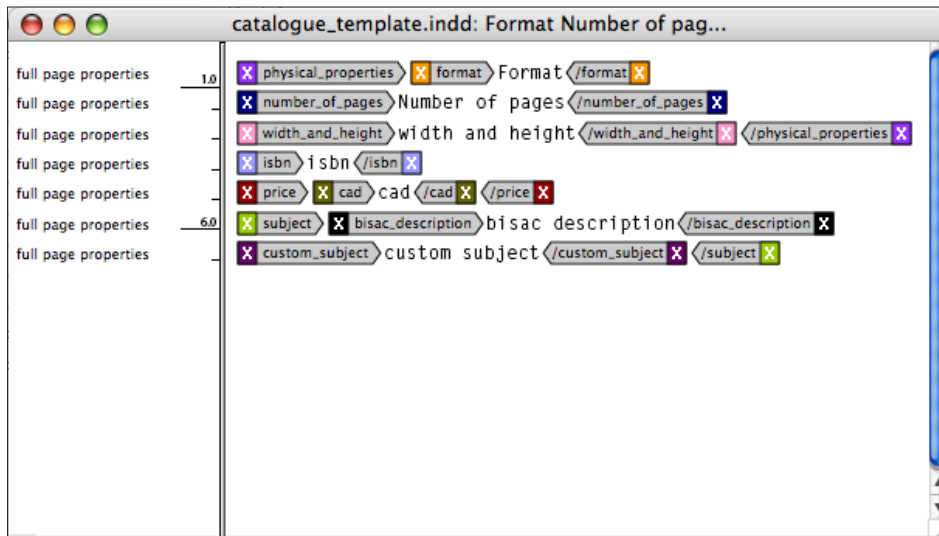 catalogue_template.indd: Format Number of pag...
full page properties 1.0 X physical_properties X format Format /format X
full page properties X number_of_pages Number of pages /number_of_pages X
full page properties X width_and_height width and height /width_and_height X /physical_properties X
full page properties X isbn isbn /isbn X
full page properties X price X cad cad /cad X /price X
full page properties 6.0 X subject X bisac_description bisac description /bisac_description X
full page properties X custom_subject custom subject /custom_subject X /subject X